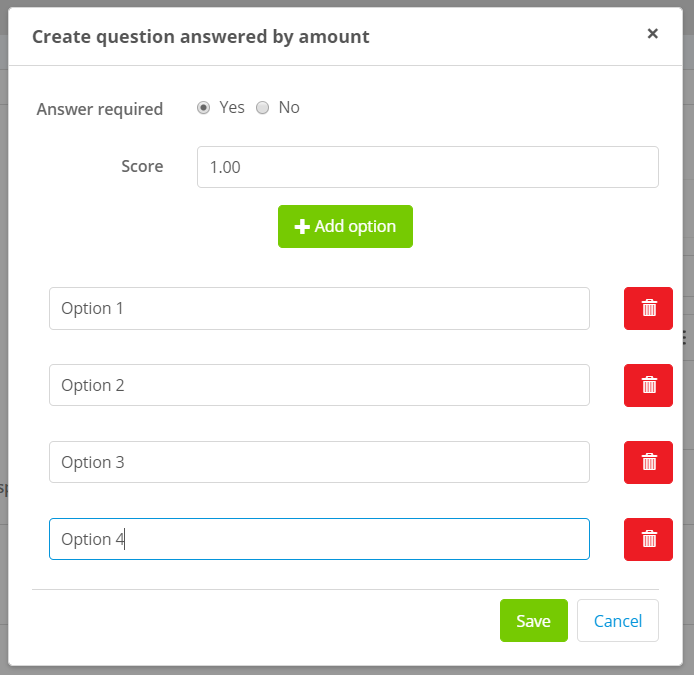 Create question answered by amount ×
Answer required Yes No
Score 1.00
Add option
Option 1
Option 2
Option 3
Option 4
Save Cancel